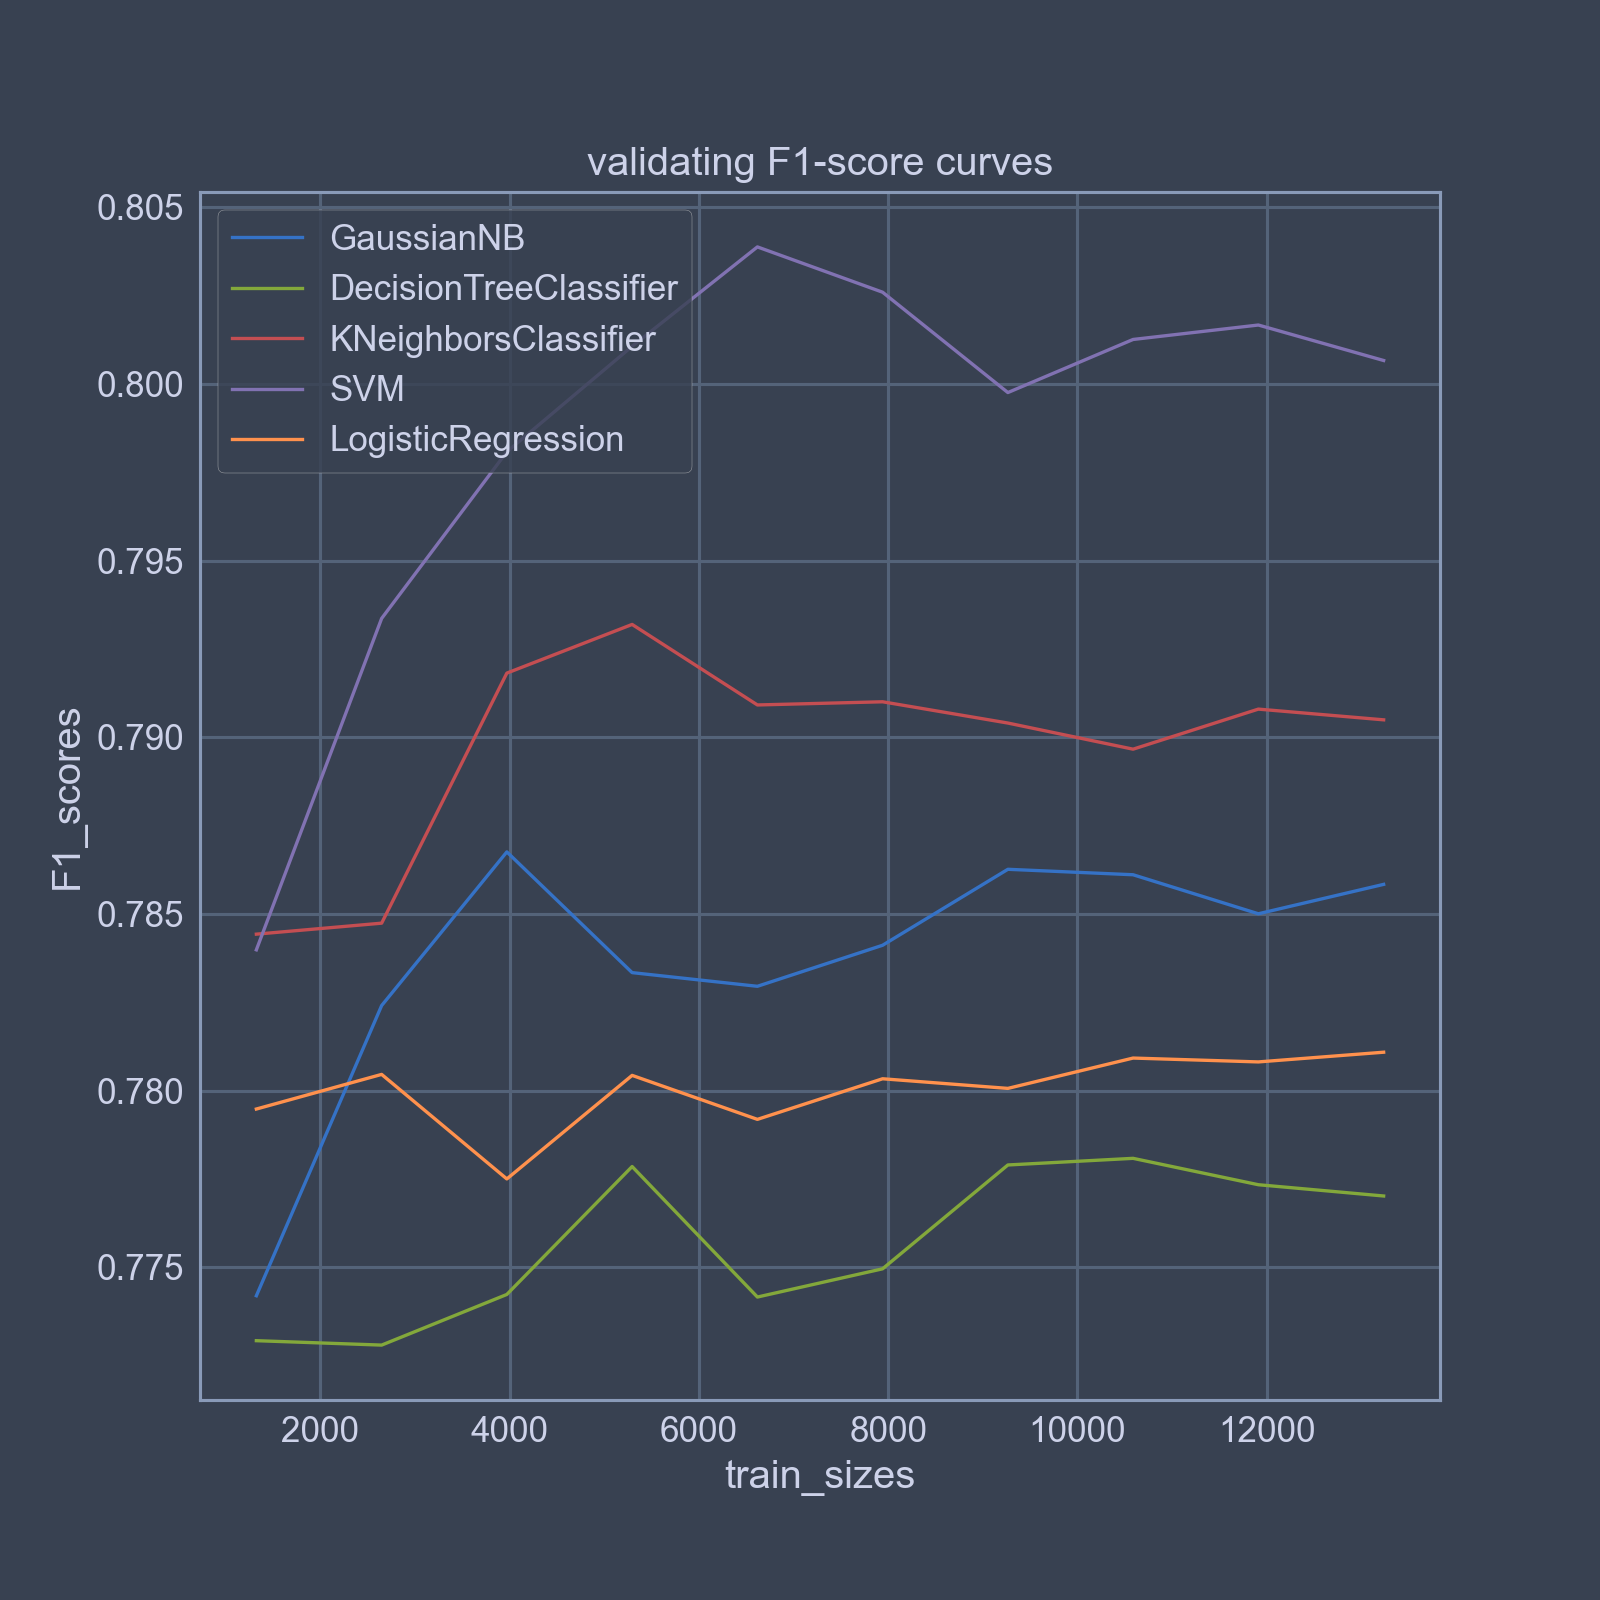 validating F1-score curves
0.805
0.800
0.795
0.790
0.785
0.780
0.775
F1_scores
GaussianNB
DecisionTreeClassifier
KNeighborsClassifier
SVM
LogisticRegression
2000 4000 6000 8000 10000 12000
train_sizes